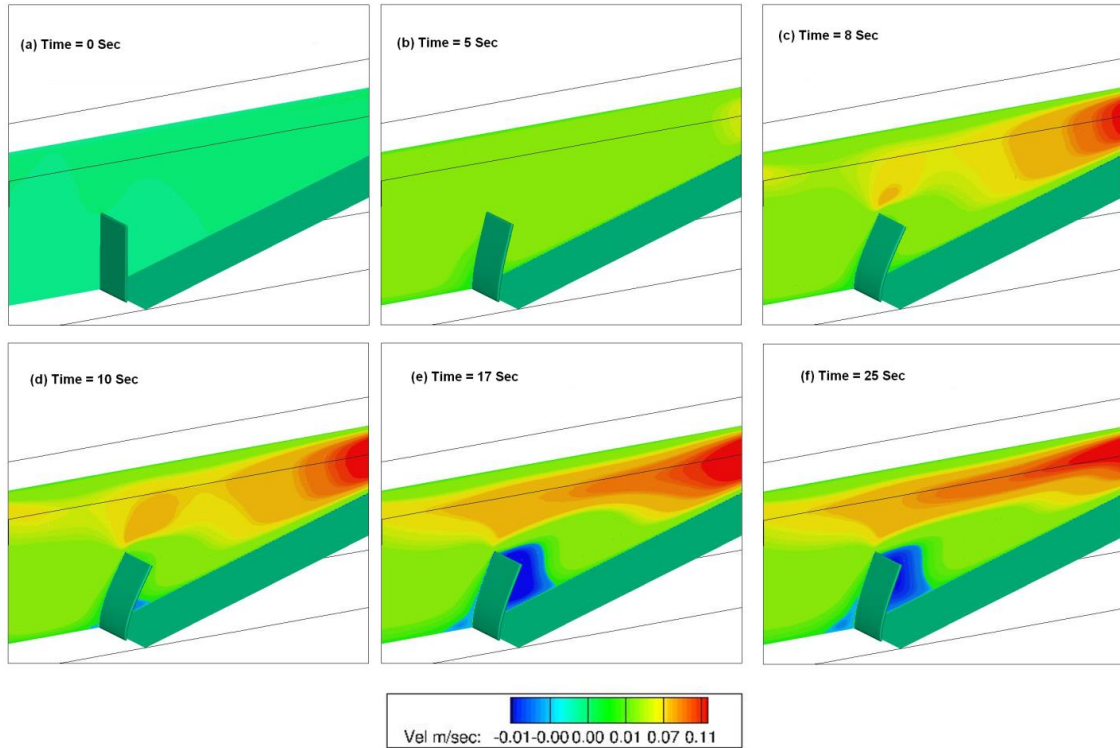 (a) Time = 0 Sec
(b) Time = 5 Sec
(c) Time = 8 Sec
(d) Time = 10 Sec
(e) Time = 17 Sec
(f) Time = 25 Sec
Vel m/sec: -0.01 -0.00 0.00 0.01 0.07 0.11